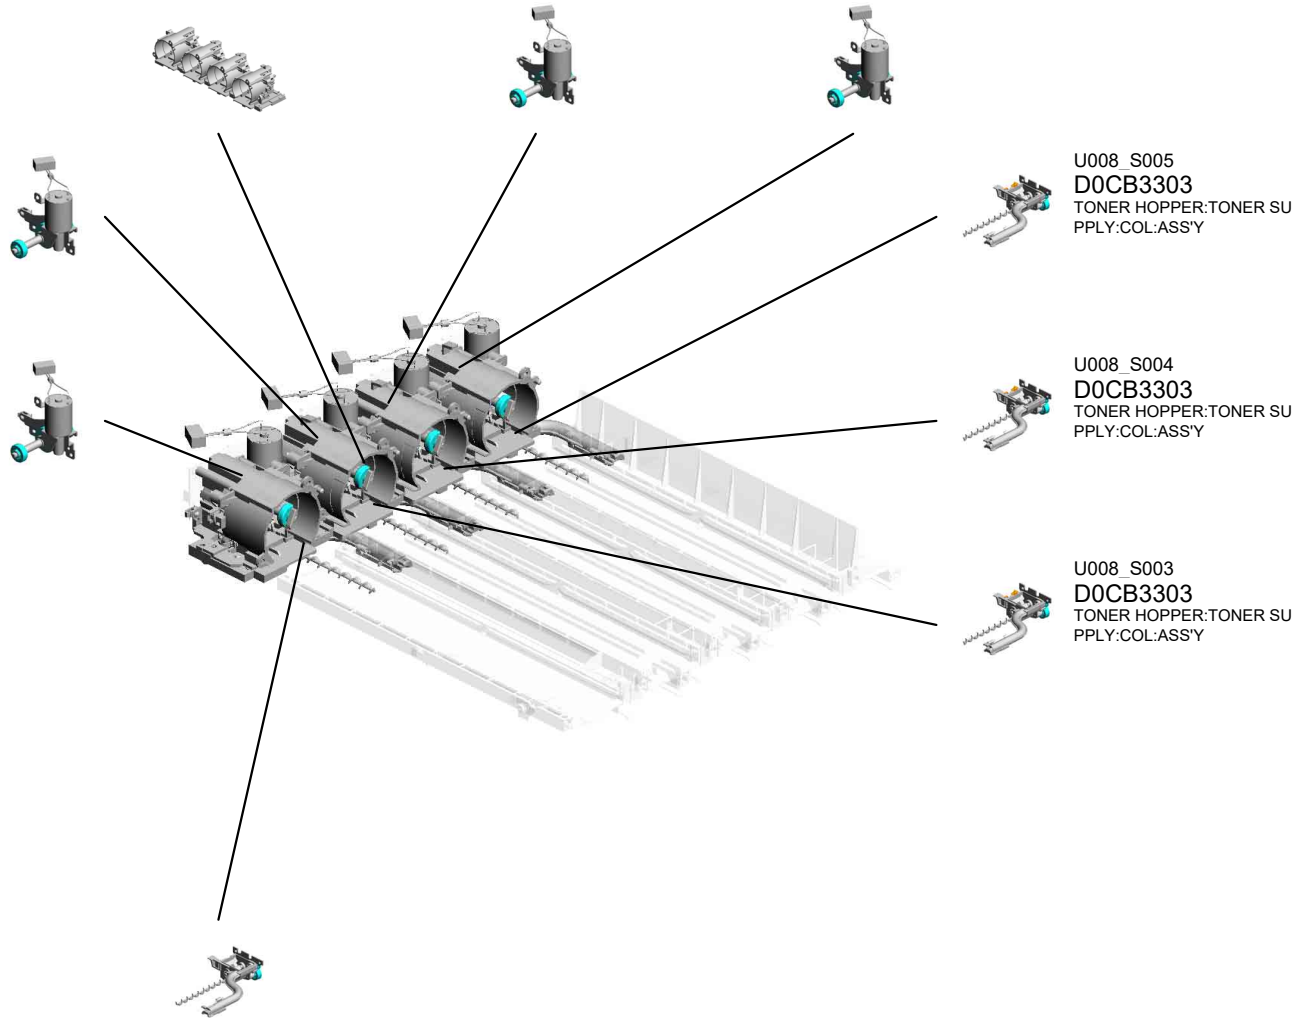 U008_S005
D0CB3303
TONER HOPPER:TONER SU
PPLY:COL:ASS'Y
U008_S004
D0CB3303
TONER HOPPER:TONER SU
PPLY:COL:ASS'Y
U008_S003
D0CB3303
TONER HOPPER:TONER SU
PPLY:COL:ASS'Y